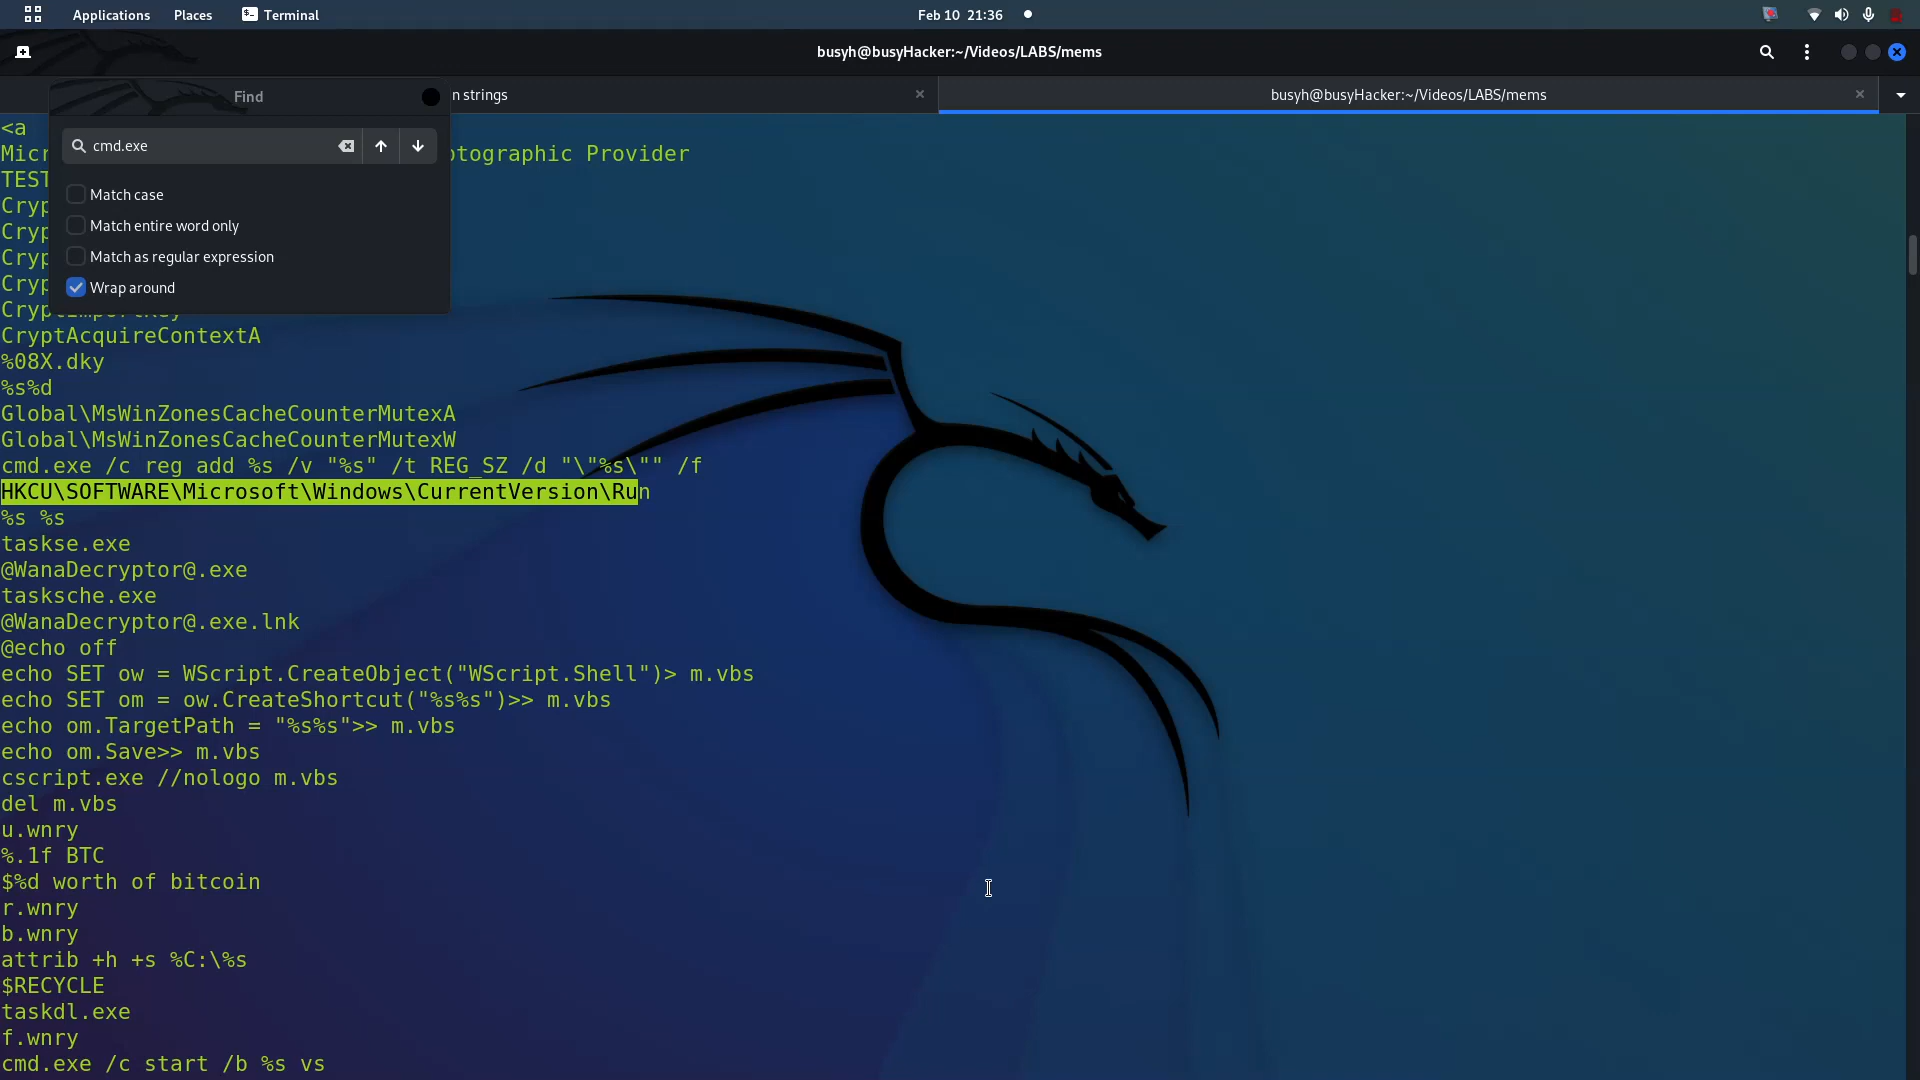 Applications
Places
Terminal
Feb 10 21:36
busyh@busyHacker:~/Videos/LABS/mems
n strings
busyh@busyHacker:~/Videos/LABS/mems
Find
cmd.exe
Match case
Match entire word only
Match as regular expression
Wrap around
<a
Micr
ptographic Provider
TEST
Cryp
Cryp
Cryp
Cryp
CryptAcquireContextA
%08X.dky
%s%d
Global\MsWinZonesCacheCounterMutexA
Global\MsWinZonesCacheCounterMutexW
cmd.exe /c reg add %s /v "%s" /t REG_SZ /d "\"%s\"" /f
HKCU\SOFTWARE\Microsoft\Windows\CurrentVersion\Run
%s %s
taskse.exe
@WanaDecryptor@.exe
tasksche.exe
@WanaDecryptor@.exe.lnk
@echo off
echo SET ow = WScript.CreateObject("WScript.Shell")> m.vbs
echo SET om = ow.CreateShortcut("%s%s")>> m.vbs
echo om.TargetPath = "%s%s">> m.vbs
echo om.Save>> m.vbs
cscript.exe //nologo m.vbs
del m.vbs
u.wnry
%.1f BTC
$%d worth of bitcoin
r.wnry
b.wnry
attrib +h +s %C:\%s
$RECYCLE
taskdl.exe
f.wnry
cmd.exe /c start /b %s vs